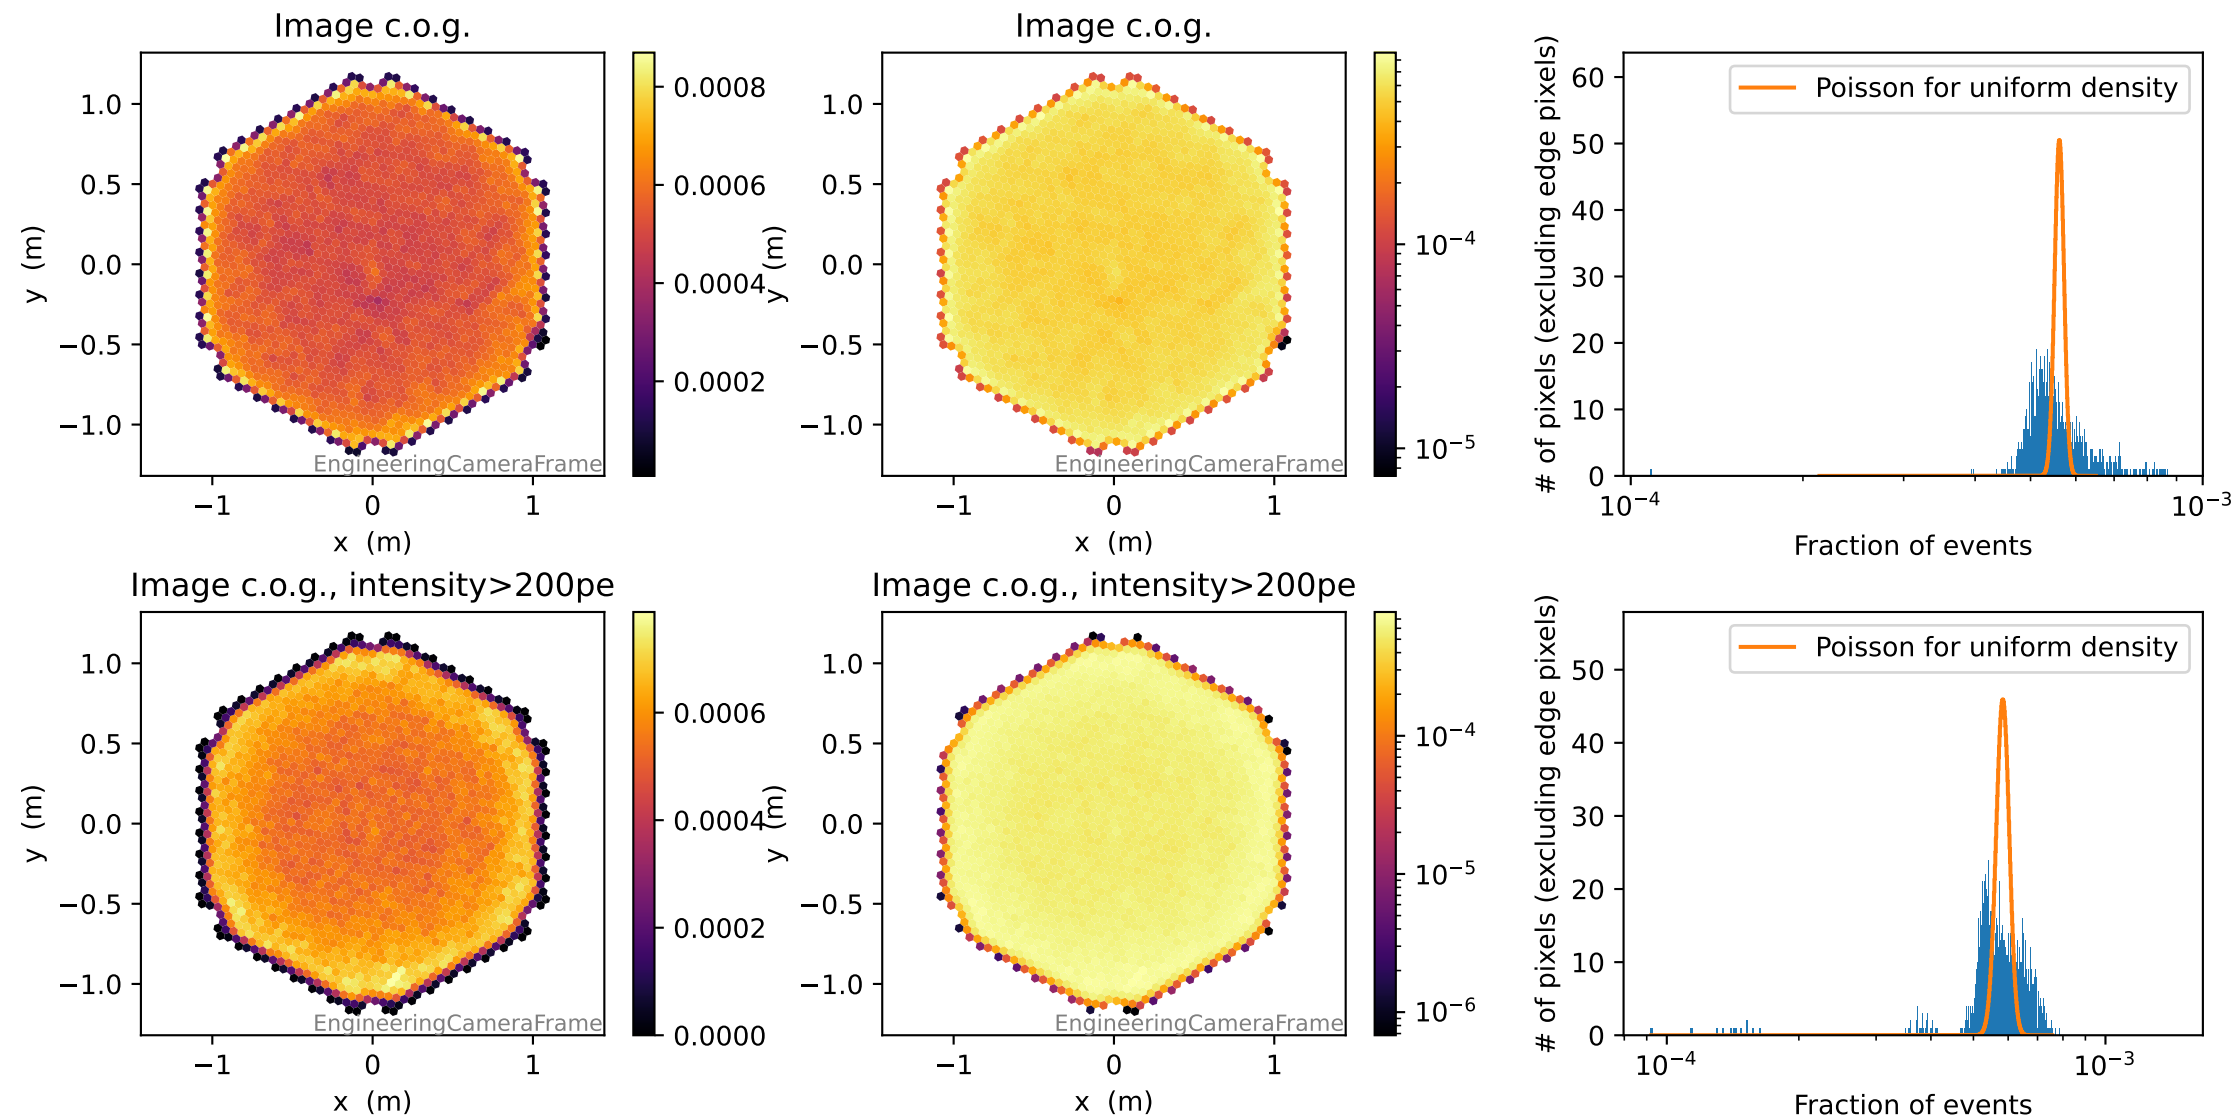 Image c.o.g.
y (m)
1.0
0.5
0.0
−0.5
−1.0
−1
0
1
x (m)
EngineeringCameraFrame
0.0008
0.0006
0.0004
0.0002
Image c.o.g.
y (m)
1.0
0.5
0.0
−0.5
−1.0
−1
0
1
x (m)
EngineeringCameraFrame
10⁻⁴
10⁻⁵
# of pixels (excluding edge pixels)
60
50
40
30
20
10
0
Poisson for uniform density
10⁻⁴
10⁻³
Fraction of events
Image c.o.g., intensity>200pe
y (m)
1.0
0.5
0.0
−0.5
−1.0
−1
0
1
x (m)
EngineeringCameraFrame
0.0006
0.0004
0.0002
0.0000
Image c.o.g., intensity>200pe
y (m)
1.0
0.5
0.0
−0.5
−1.0
−1
0
1
x (m)
EngineeringCameraFrame
10⁻⁴
10⁻⁵
10⁻⁶
# of pixels (excluding edge pixels)
50
40
30
20
10
0
Poisson for uniform density
10⁻⁴
10⁻³
Fraction of events